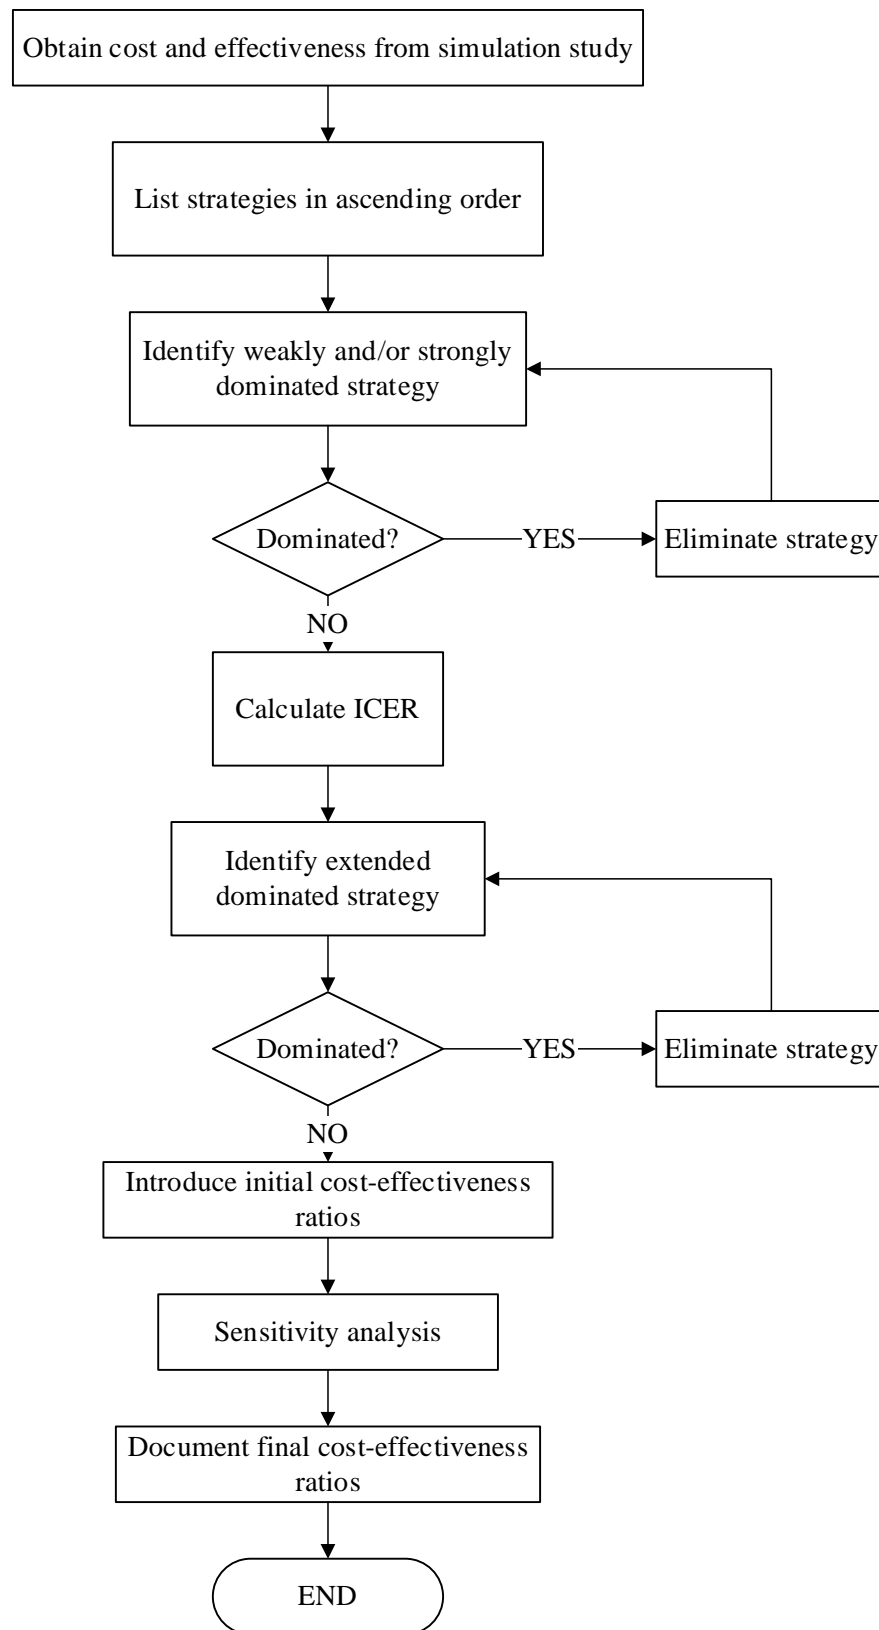 Obtain cost and effectiveness from simulation study
List strategies in ascending order
Identify weakly and/or strongly
dominated strategy
Dominated?
YES
Eliminate strategy
NO
Calculate ICER
Identify extended
dominated strategy
Dominated?
YES
Eliminate strategy
NO
Introduce initial cost-effectiveness
ratios
Sensitivity analysis
Document final cost-effectiveness
ratios
END